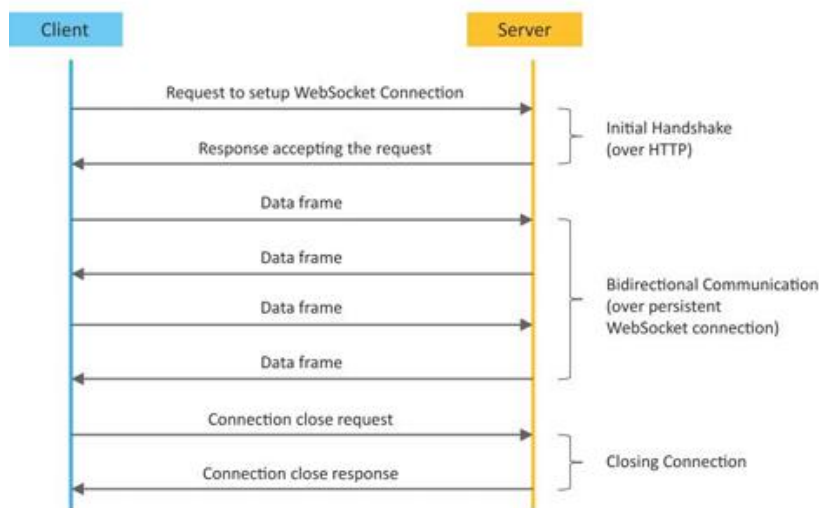 Client
Server
Request to setup WebSocket Connection
Response accepting the request
Initial Handshake
(over HTTP)
Data frame
Data frame
Data frame
Data frame
Bidirectional Communication
(over persistent
WebSocket connection)
Connection close request
Connection close response
Closing Connection